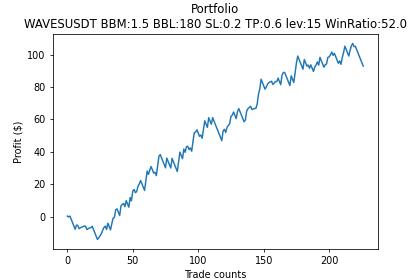 Portfolio
WAVESUSDT BBM:1.5 BBL:180 SL:0.2 TP:0.6 lev:15 WinRatio:52.0
100
80
60
40
20
0
Profit ($)
0 50 100 150 200
Trade counts